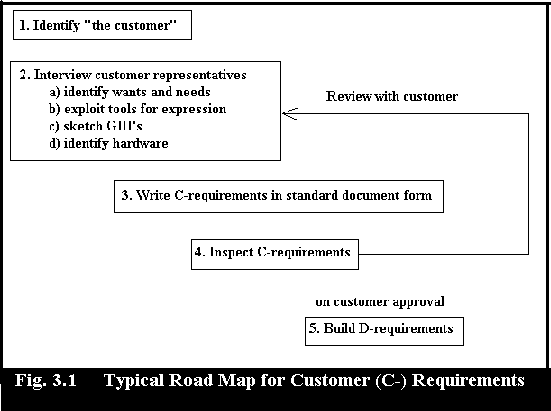 1. Identify "the customer"
2. Interview customer representatives
a) identify wants and needs
b) exploit tools for expression
c) sketch GUI's
d) identify hardware
Review with customer
3. Write C-requirements in standard document form
4. Inspect C-requirements
on customer approval
5. Build D-requirements
Fig. 3.1 Typical Road Map for Customer (C-) Requirements